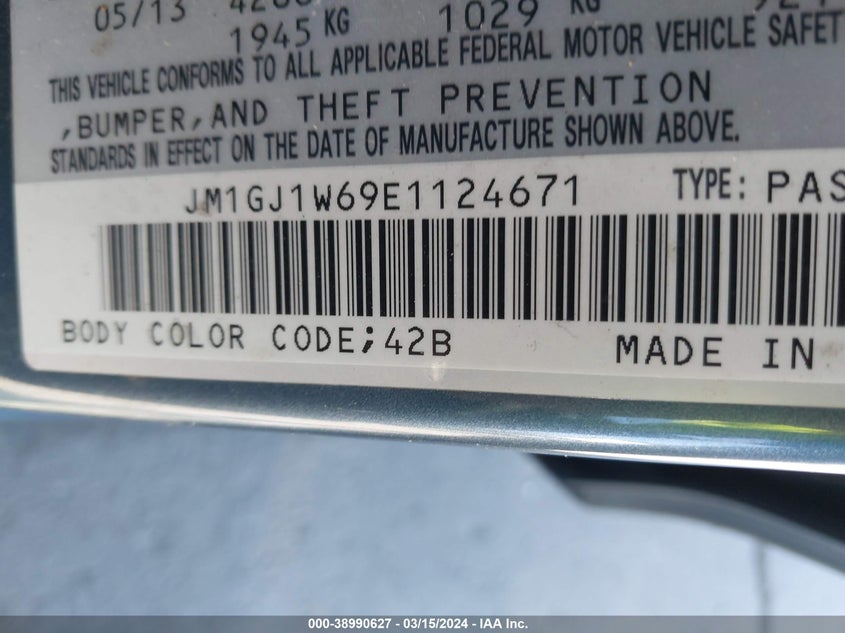 05/13
1945 KG 1029 KG
THIS VEHICLE CONFORMS TO ALL APPLICABLE FEDERAL MOTOR VEHICLE SAFET
,BUMPER,AND THEFT PREVENTION
STANDARDS IN EFFECT ON THE DATE OF MANUFACTURE SHOWN ABOVE.
JM1GJ1W69E1124671 TYPE: PAS
BODY COLOR CODE;42B MADE IN
000-38990627 - 03/15/2024 - IAA Inc.